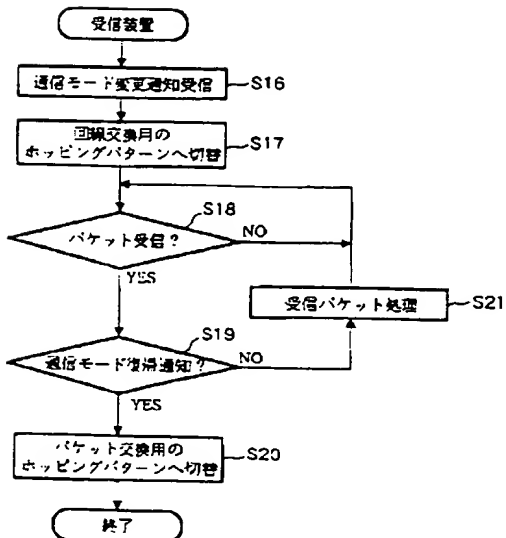 受信装置
通信モード変更通知受信
S16
回線交換用の
ホッピングパターンへ切替
S17
S18
パケット受信？
NO
YES
受信パケット処理
S21
S19
通信モード復帰通知？
NO
YES
パケット交換用の
ホッピングパターンへ切替
S20
終了